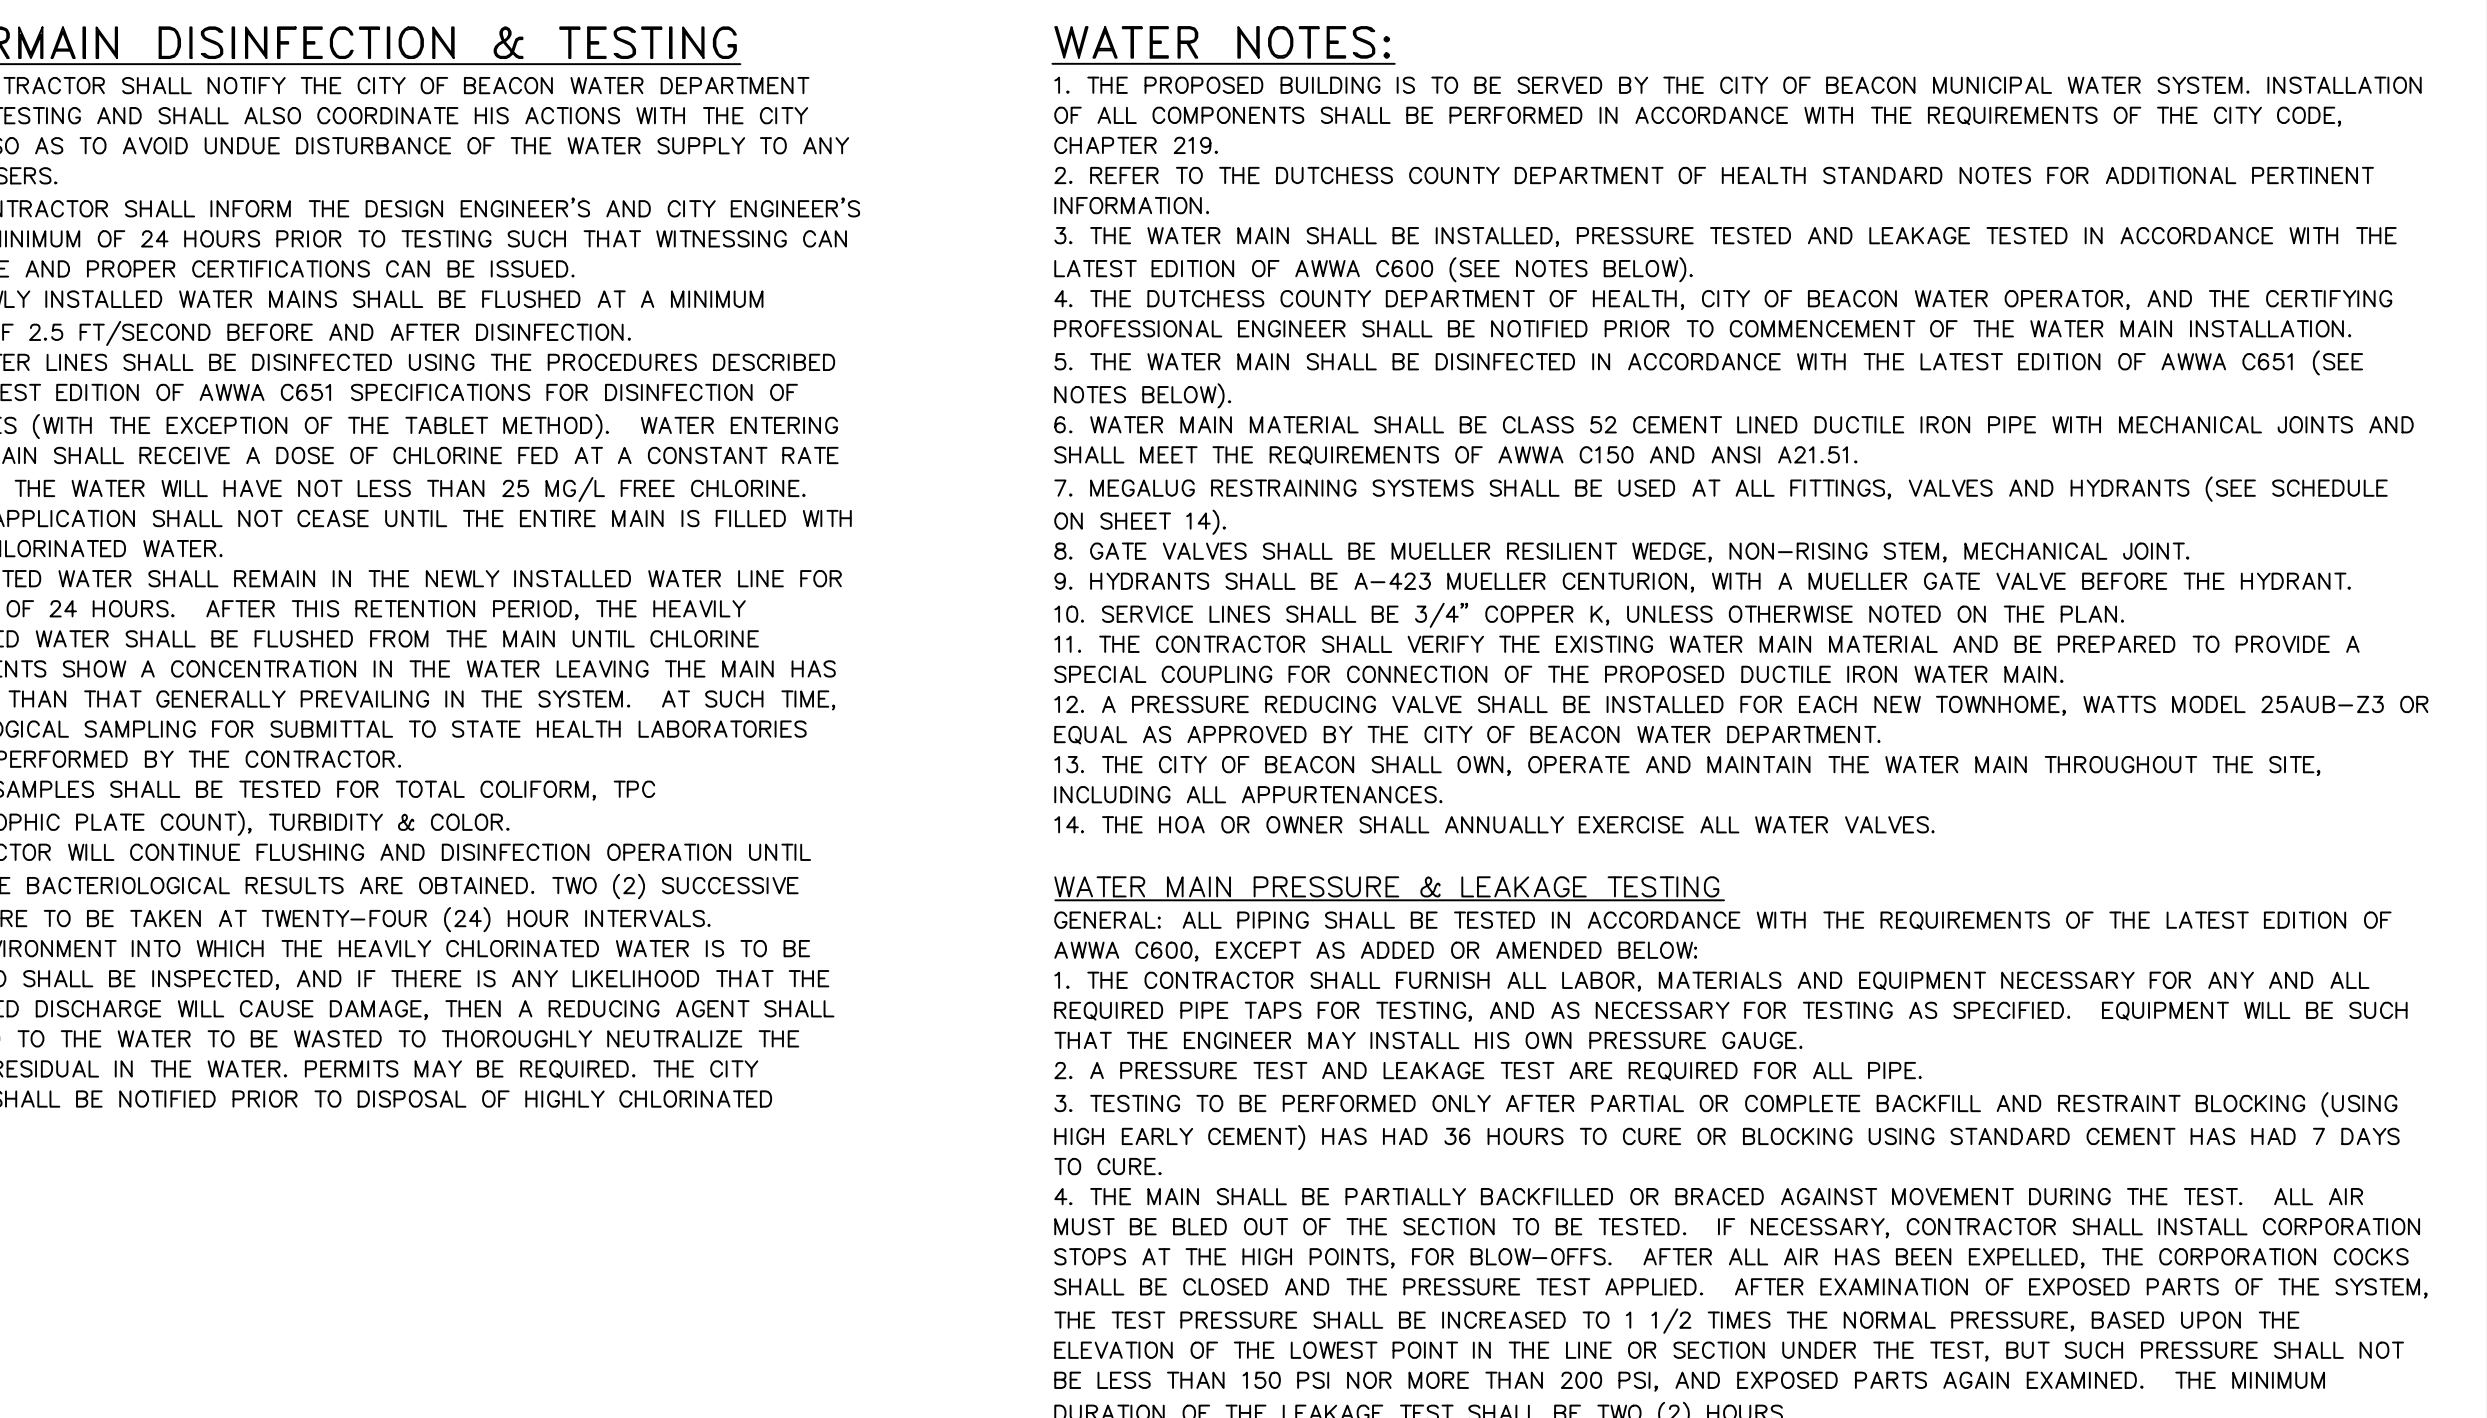 RMAIN DISINFECTION & TESTING
TRACTOR SHALL NOTIFY THE CITY OF BEACON WATER DEPARTMENT
TESTING AND SHALL ALSO COORDINATE HIS ACTIONS WITH THE CITY
SO AS TO AVOID UNDUE DISTURBANCE OF THE WATER SUPPLY TO ANY
SERS.
NTRACTOR SHALL INFORM THE DESIGN ENGINEER'S AND CITY ENGINEER'S
MINIMUM OF 24 HOURS PRIOR TO TESTING SUCH THAT WITNESSING CAN
E AND PROPER CERTIFICATIONS CAN BE ISSUED.
WLY INSTALLED WATER MAINS SHALL BE FLUSHED AT A MINIMUM
F 2.5 FT/SECOND BEFORE AND AFTER DISINFECTION.
TER LINES SHALL BE DISINFECTED USING THE PROCEDURES DESCRIBED
EST EDITION OF AWWA C651 SPECIFICATIONS FOR DISINFECTION OF
ES (WITH THE EXCEPTION OF THE TABLET METHOD). WATER ENTERING
AIN SHALL RECEIVE A DOSE OF CHLORINE FED AT A CONSTANT RATE
THE WATER WILL HAVE NOT LESS THAN 25 MG/L FREE CHLORINE.
APPLICATION SHALL NOT CEASE UNTIL THE ENTIRE MAIN IS FILLED WITH
HLORINATED WATER.
TED WATER SHALL REMAIN IN THE NEWLY INSTALLED WATER LINE FOR
OF 24 HOURS. AFTER THIS RETENTION PERIOD, THE HEAVILY
ED WATER SHALL BE FLUSHED FROM THE MAIN UNTIL CHLORINE
ENTS SHOW A CONCENTRATION IN THE WATER LEAVING THE MAIN HAS
THAN THAT GENERALLY PREVAILING IN THE SYSTEM. AT SUCH TIME,
OGICAL SAMPLING FOR SUBMITTAL TO STATE HEALTH LABORATORIES
PERFORMED BY THE CONTRACTOR.
SAMPLES SHALL BE TESTED FOR TOTAL COLIFORM, TPC
OPHIC PLATE COUNT), TURBIDITY & COLOR.
CTOR WILL CONTINUE FLUSHING AND DISINFECTION OPERATION UNTIL
E BACTERIOLOGICAL RESULTS ARE OBTAINED. TWO (2) SUCCESSIVE
RE TO BE TAKEN AT TWENTY-FOUR (24) HOUR INTERVALS.
VIRONMENT INTO WHICH THE HEAVILY CHLORINATED WATER IS TO BE
D SHALL BE INSPECTED, AND IF THERE IS ANY LIKELIHOOD THAT THE
ED DISCHARGE WILL CAUSE DAMAGE, THEN A REDUCING AGENT SHALL
TO THE WATER TO BE WASTED TO THOROUGHLY NEUTRALIZE THE
RESIDUAL IN THE WATER. PERMITS MAY BE REQUIRED. THE CITY
SHALL BE NOTIFIED PRIOR TO DISPOSAL OF HIGHLY CHLORINATED
WATER NOTES:
1. THE PROPOSED BUILDING IS TO BE SERVED BY THE CITY OF BEACON MUNICIPAL WATER SYSTEM. INSTALLATION
OF ALL COMPONENTS SHALL BE PERFORMED IN ACCORDANCE WITH THE REQUIREMENTS OF THE CITY CODE,
CHAPTER 219.
2. REFER TO THE DUTCHESS COUNTY DEPARTMENT OF HEALTH STANDARD NOTES FOR ADDITIONAL PERTINENT
INFORMATION.
3. THE WATER MAIN SHALL BE INSTALLED, PRESSURE TESTED AND LEAKAGE TESTED IN ACCORDANCE WITH THE
LATEST EDITION OF AWWA C600 (SEE NOTES BELOW).
4. THE DUTCHESS COUNTY DEPARTMENT OF HEALTH, CITY OF BEACON WATER OPERATOR, AND THE CERTIFYING
PROFESSIONAL ENGINEER SHALL BE NOTIFIED PRIOR TO COMMENCEMENT OF THE WATER MAIN INSTALLATION.
5. THE WATER MAIN SHALL BE DISINFECTED IN ACCORDANCE WITH THE LATEST EDITION OF AWWA C651 (SEE
NOTES BELOW).
6. WATER MAIN MATERIAL SHALL BE CLASS 52 CEMENT LINED DUCTILE IRON PIPE WITH MECHANICAL JOINTS AND
SHALL MEET THE REQUIREMENTS OF AWWA C150 AND ANSI A21.51.
7. MEGALUG RESTRAINING SYSTEMS SHALL BE USED AT ALL FITTINGS, VALVES AND HYDRANTS (SEE SCHEDULE
ON SHEET 14).
8. GATE VALVES SHALL BE MUELLER RESILIENT WEDGE, NON-RISING STEM, MECHANICAL JOINT.
9. HYDRANTS SHALL BE A-423 MUELLER CENTURION, WITH A MUELLER GATE VALVE BEFORE THE HYDRANT.
10. SERVICE LINES SHALL BE 3/4" COPPER K, UNLESS OTHERWISE NOTED ON THE PLAN.
11. THE CONTRACTOR SHALL VERIFY THE EXISTING WATER MAIN MATERIAL AND BE PREPARED TO PROVIDE A
SPECIAL COUPLING FOR CONNECTION OF THE PROPOSED DUCTILE IRON WATER MAIN.
12. A PRESSURE REDUCING VALVE SHALL BE INSTALLED FOR EACH NEW TOWNHOME, WATTS MODEL 25AUB-Z3 OR
EQUAL AS APPROVED BY THE CITY OF BEACON WATER DEPARTMENT.
13. THE CITY OF BEACON SHALL OWN, OPERATE AND MAINTAIN THE WATER MAIN THROUGHOUT THE SITE,
INCLUDING ALL APPURTENANCES.
14. THE HOA OR OWNER SHALL ANNUALLY EXERCISE ALL WATER VALVES.
WATER MAIN PRESSURE & LEAKAGE TESTING
GENERAL: ALL PIPING SHALL BE TESTED IN ACCORDANCE WITH THE REQUIREMENTS OF THE LATEST EDITION OF
AWWA C600, EXCEPT AS ADDED OR AMENDED BELOW:
1. THE CONTRACTOR SHALL FURNISH ALL LABOR, MATERIALS AND EQUIPMENT NECESSARY FOR ANY AND ALL
REQUIRED PIPE TAPS FOR TESTING, AND AS NECESSARY FOR TESTING AS SPECIFIED. EQUIPMENT WILL BE SUCH
THAT THE ENGINEER MAY INSTALL HIS OWN PRESSURE GAUGE.
2. A PRESSURE TEST AND LEAKAGE TEST ARE REQUIRED FOR ALL PIPE.
3. TESTING TO BE PERFORMED ONLY AFTER PARTIAL OR COMPLETE BACKFILL AND RESTRAINT BLOCKING (USING
HIGH EARLY CEMENT) HAS HAD 36 HOURS TO CURE OR BLOCKING USING STANDARD CEMENT HAS HAD 7 DAYS
TO CURE.
4. THE MAIN SHALL BE PARTIALLY BACKFILLED OR BRACED AGAINST MOVEMENT DURING THE TEST. ALL AIR
MUST BE BLED OUT OF THE SECTION TO BE TESTED. IF NECESSARY, CONTRACTOR SHALL INSTALL CORPORATION
STOPS AT THE HIGH POINTS, FOR BLOW-OFFS. AFTER ALL AIR HAS BEEN EXPELLED, THE CORPORATION COCKS
SHALL BE CLOSED AND THE PRESSURE TEST APPLIED. AFTER EXAMINATION OF EXPOSED PARTS OF THE SYSTEM,
THE TEST PRESSURE SHALL BE INCREASED TO 1 1/2 TIMES THE NORMAL PRESSURE, BASED UPON THE
ELEVATION OF THE LOWEST POINT IN THE LINE OR SECTION UNDER THE TEST, BUT SUCH PRESSURE SHALL NOT
BE LESS THAN 150 PSI NOR MORE THAN 200 PSI, AND EXPOSED PARTS AGAIN EXAMINED. THE MINIMUM
DURATION OF THE LEAKAGE TEST SHALL BE TWO (2) HOURS